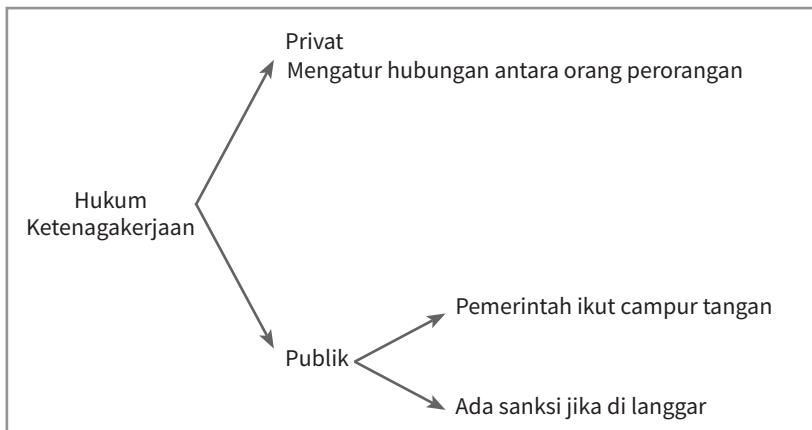 Privat
Mengatur hubungan antara orang perorangan
Hukum
Ketenagakerjaan
Pemerintah ikut campur tangan
Publik
Ada sanksi jika di langgar